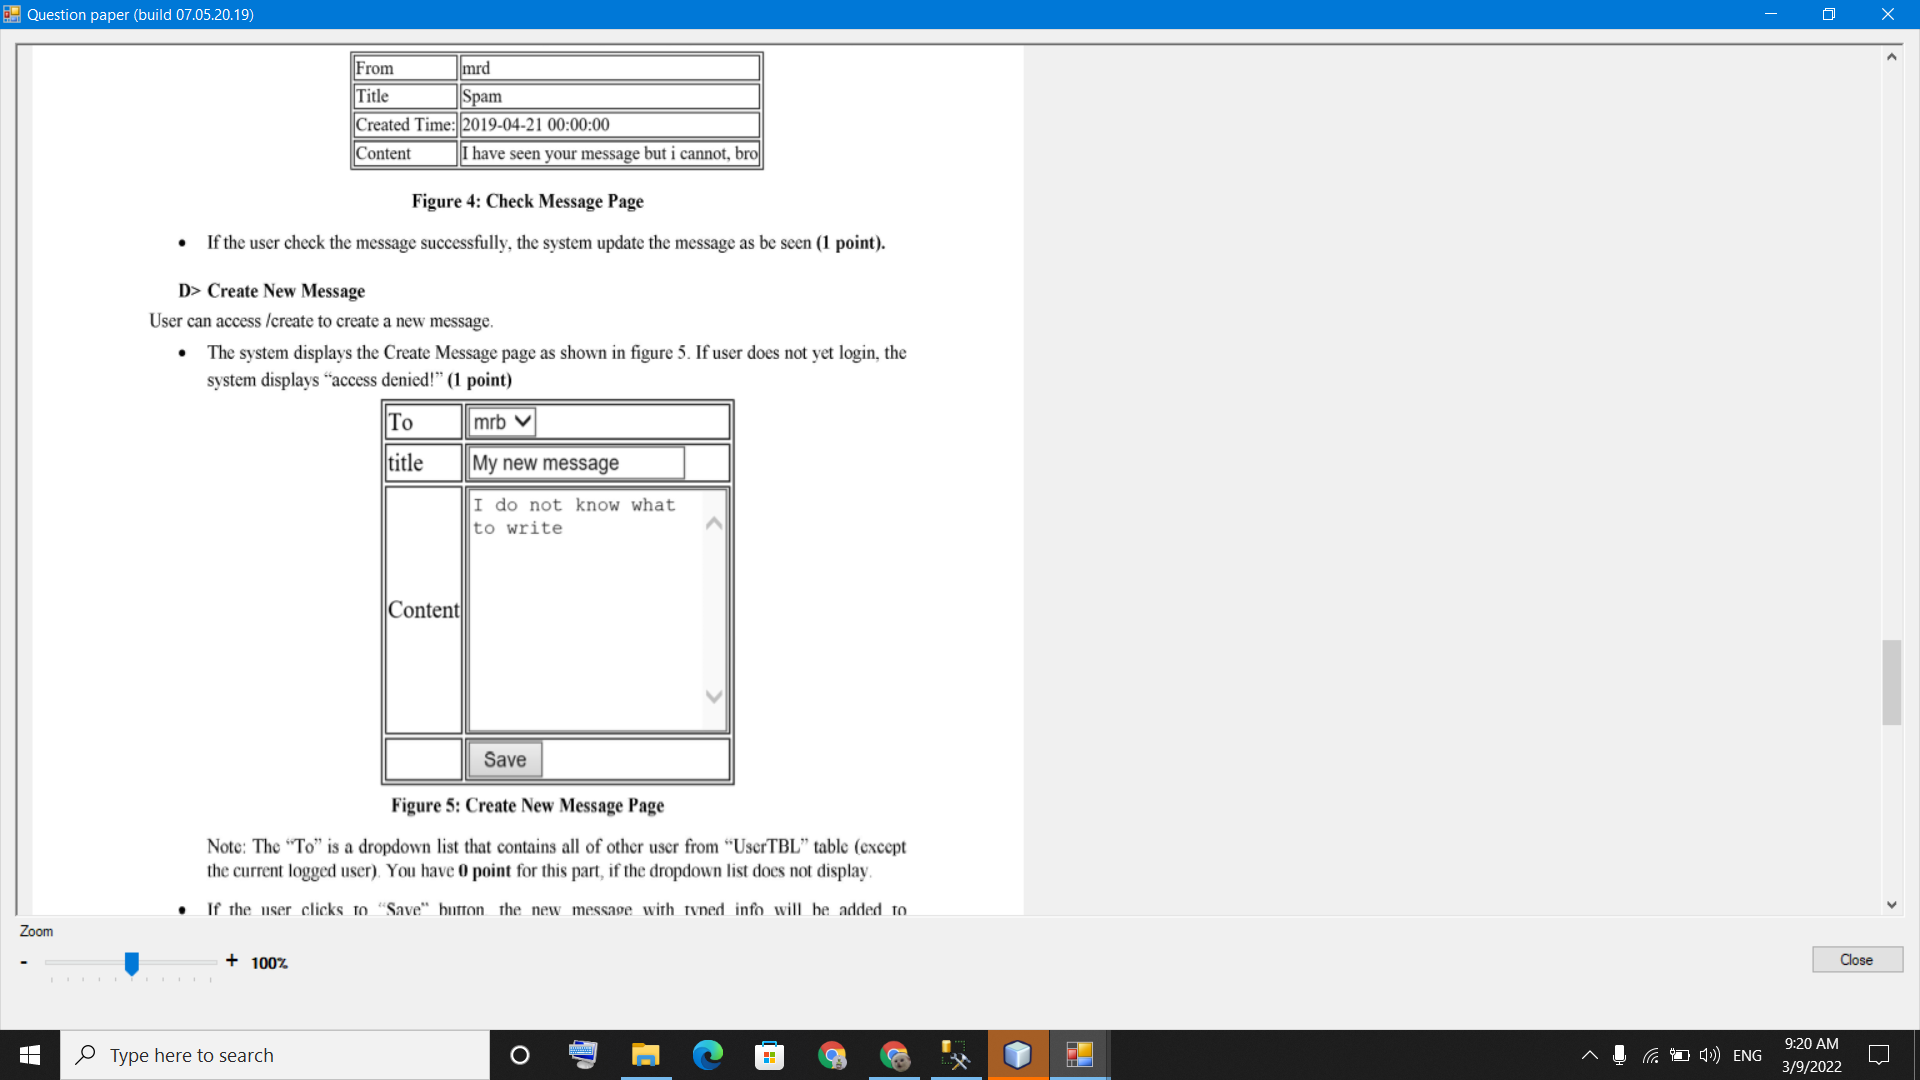 Question paper (build 07.05.20.19)
From mrd
Title Spam
Created Time: 2019-04-21 00:00:00
Content I have seen your message but i cannot, bro
Figure 4: Check Message Page
• If the user check the message successfully, the system update the message as be seen (1 point).
D> Create New Message
User can access /create to create a new message.
• The system displays the Create Message page as shown in figure 5. If user does not yet login, the
system displays “access denied!” (1 point)
To mrb
title My new message
I do not know what
to write
Content
Save
Figure 5: Create New Message Page
Note: The “To” is a dropdown list that contains all of other user from “UserTBL” table (except
the current logged user). You have 0 point for this part, if the dropdown list does not display.
• If the user clicks to “Save” button, the new message with typed info will be added to
Zoom
- + 100%
Close
Type here to search
ENG
9:20 AM
3/9/2022